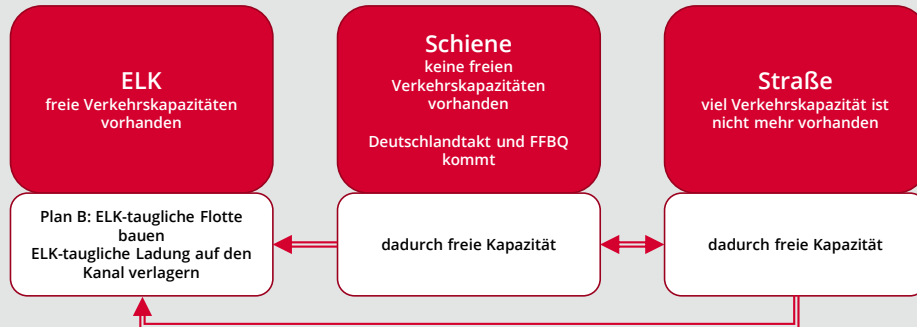 ELK
freie Verkehrskapazitäten
vorhanden
Schiene
keine freien
Verkehrskapazitäten
vorhanden
Deutschlandtakt und FFBQ
kommt
Straße
viel Verkehrskapazität ist
nicht mehr vorhanden
Plan B: ELK-taugliche Flotte
bauen
ELK-taugliche Ladung auf den
Kanal verlagern
dadurch freie Kapazität
dadurch freie Kapazität